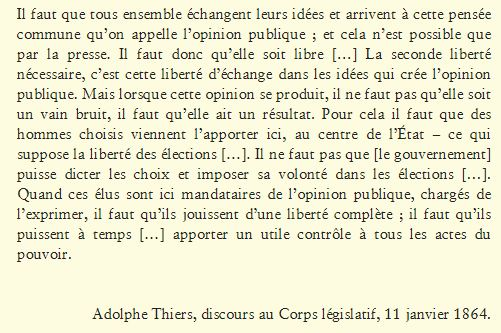 Il faut que tous ensemble échangent leurs idées et arrivent à cette pensée
commune qu'on appelle l'opinion publique ; et cela n'est possible que
par la presse. Il faut donc qu'elle soit libre […] La seconde liberté
nécessaire, c'est cette liberté d'échange dans les idées qui crée l'opinion
publique. Mais lorsque cette opinion se produit, il ne faut pas qu'elle soit
un vain bruit, il faut qu'elle ait un résultat. Pour cela il faut que des
hommes choisis viennent l'apporter ici, au centre de l'État – ce qui
suppose la liberté des élections […]. Il ne faut pas que [le gouvernement]
puisse dicter les choix et imposer sa volonté dans les élections […].
Quand ces élus sont ici mandataires de l'opinion publique, chargés de
l'exprimer, il faut qu'ils jouissent d'une liberté complète ; il faut qu'ils
puissent à temps […] apporter un utile contrôle à tous les actes du
pouvoir.
Adolphe Thiers, discours au Corps législatif, 11 janvier 1864.